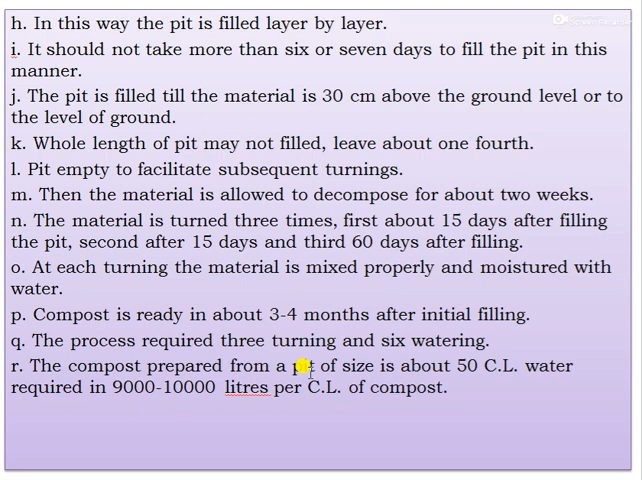 h. In this way the pit is filled layer by layer.
i. It should not take more than six or seven days to fill the pit in this
manner.
j. The pit is filled till the material is 30 cm above the ground level or to
the level of ground.
k. Whole length of pit may not filled, leave about one fourth.
l. Pit empty to facilitate subsequent turnings.
m. Then the material is allowed to decompose for about two weeks.
n. The material is turned three times, first about 15 days after filling
the pit, second after 15 days and third 60 days after filling.
o. At each turning the material is mixed properly and moistured with
water.
p. Compost is ready in about 3-4 months after initial filling.
q. The process required three turning and six watering.
r. The compost prepared from a pit of size is about 50 C.L. water
required in 9000-10000 litres per C.L. of compost.